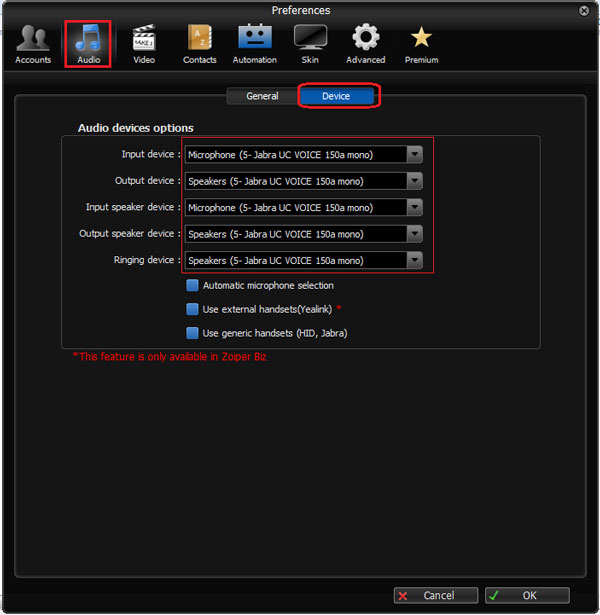 Preferences
Accounts Audio Video Contacts Automation Skin Advanced Premium
General Device
Audio devices options
Input device : Microphone (5- Jabra UC VOICE 150a mono)
Output device : Speakers (5- Jabra UC VOICE 150a mono)
Input speaker device : Microphone (5- Jabra UC VOICE 150a mono)
Output speaker device : Speakers (5- Jabra UC VOICE 150a mono)
Ringing device : Speakers (5- Jabra UC VOICE 150a mono)
Automatic microphone selection
Use external handsets(Yealink) *
Use generic handsets (HID, Jabra)
*This feature is only available in Zoiper Biz
Cancel OK